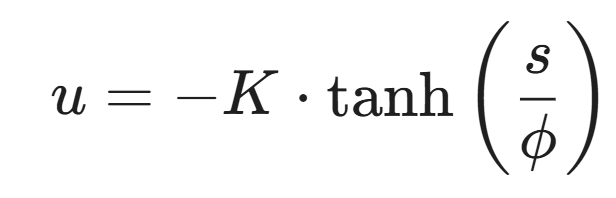 u = −K · tanh(s/ϕ)